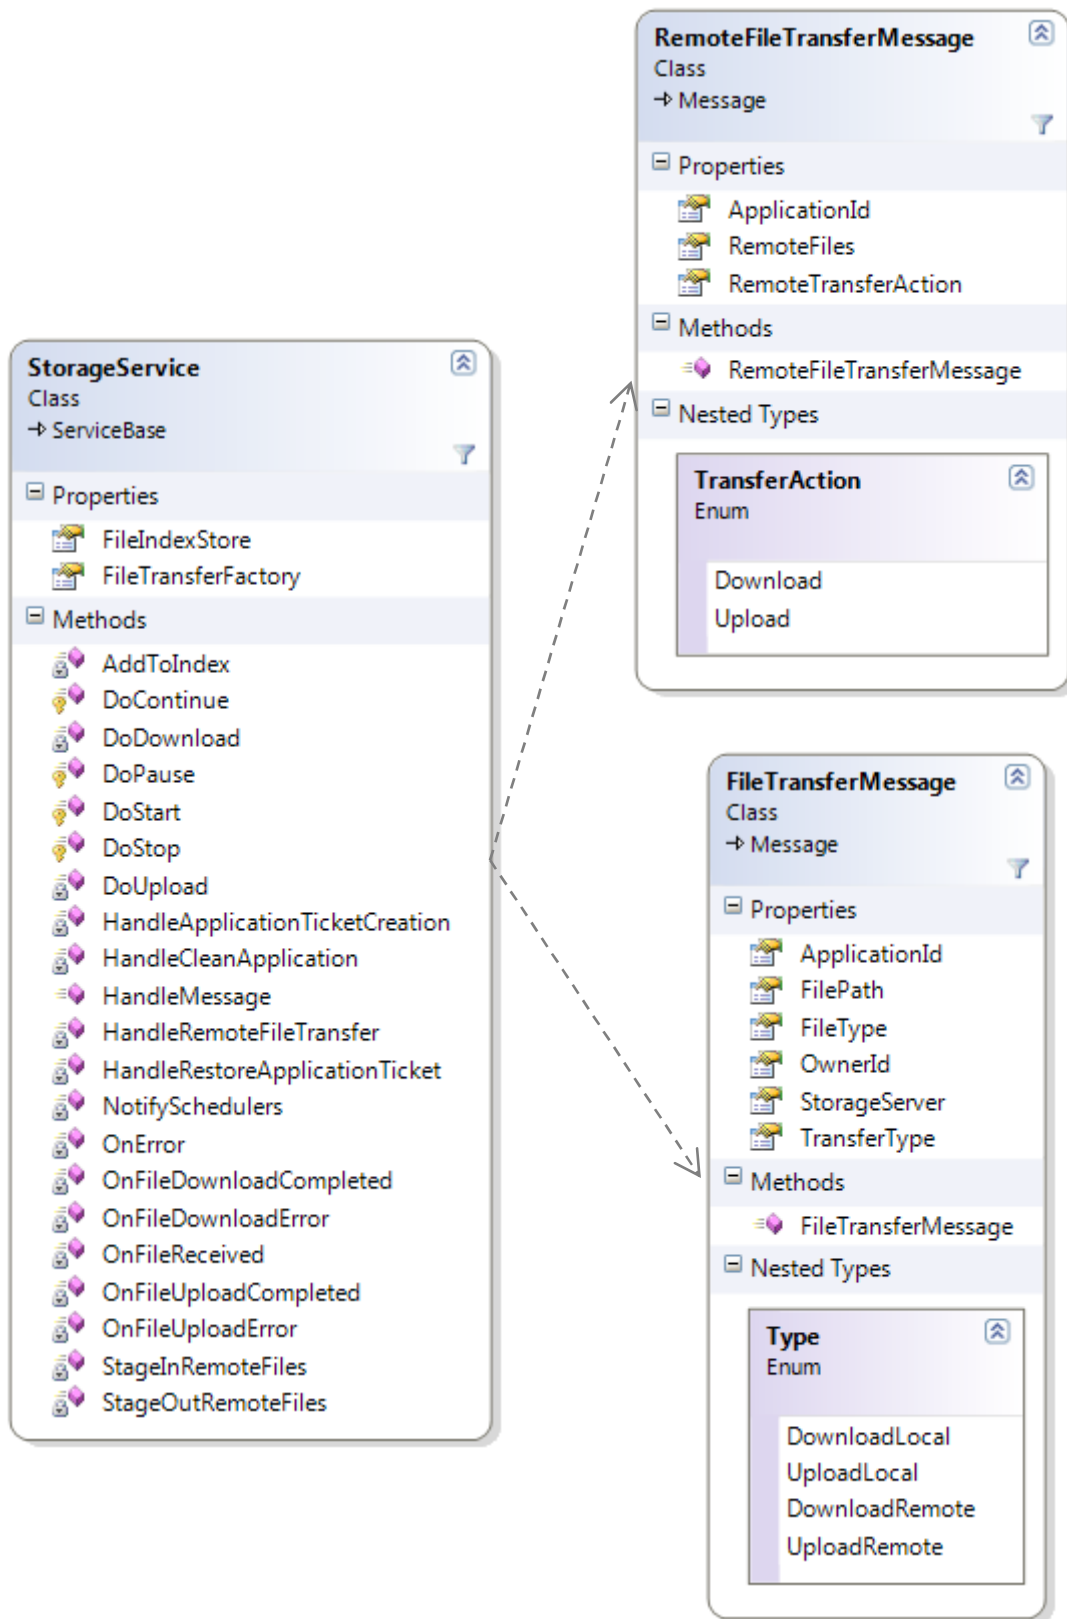 RemoteFileTransferMessage
Class
Message
Properties
ApplicationId
RemoteFiles
RemoteTransferAction
Methods
RemoteFileTransferMessage
Nested Types
TransferAction
Enum
Download
Upload
StorageService
Class
ServiceBase
Properties
FileIndexStore
FileTransferFactory
Methods
AddToIndex
DoContinue
DoDownload
DoPause
DoStart
DoStop
DoUpload
HandleApplicationTicketCreation
HandleCleanApplication
HandleMessage
HandleRemoteFileTransfer
HandleRestoreApplicationTicket
NotifySchedulers
OnError
OnFileDownloadCompleted
OnFileDownloadError
OnFileReceived
OnFileUploadCompleted
OnFileUploadError
StageInRemoteFiles
StageOutRemoteFiles
FileTransferMessage
Class
Message
Properties
ApplicationId
FilePath
FileType
OwnerId
StorageServer
TransferType
Methods
FileTransferMessage
Nested Types
Type
Enum
DownloadLocal
UploadLocal
DownloadRemote
UploadRemote